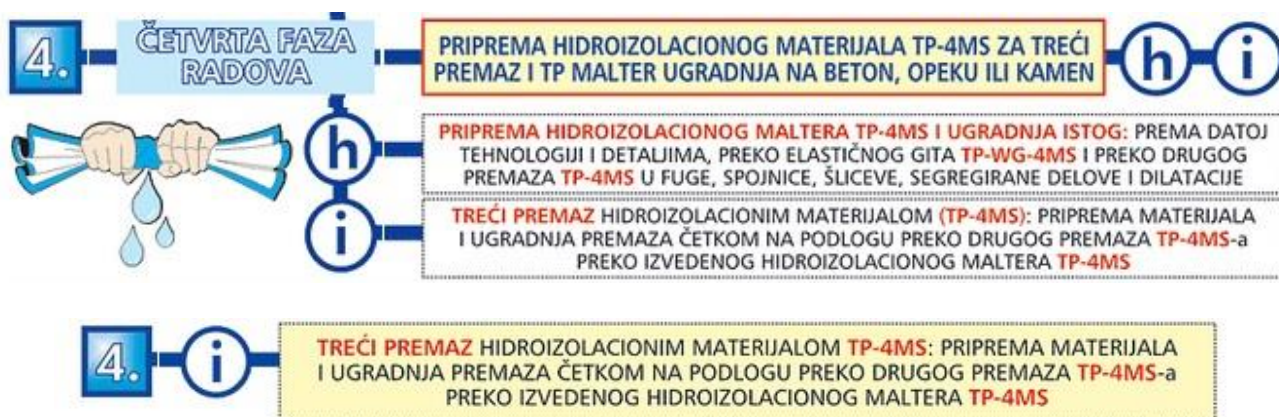 4.
ČETVRTA FAZA
RADOVA
PRIPREMA HIDROIZOLACIONOG MATERIJALA TP-4MS ZA TREĆI
PREMAZ I TP MALTER UGRADNJA NA BETON, OPEKU ILI KAMEN
h
i
h
PRIPREMA HIDROIZOLACIONOG MALTERA TP-4MS I UGRADNJA ISTOG: PREMA DATOJ
TEHNOLOGIJI I DETALJIMA, PREKO ELASTIČNOG GITA TP-WG-4MS I PREKO DRUGOG
PREMAZA TP-4MS U FUGE, SPOJNICE, ŠLICEVE, SEGREGIRANE DELOVE I DILATACIJE
i
TREĆI PREMAZ HIDROIZOLACIONIM MATERIJALOM (TP-4MS): PRIPREMA MATERIJALA
I UGRADNJA PREMAZA ČETKOM NA PODLOGU PREKO DRUGOG PREMAZA TP-4MS-a
PREKO IZVEDENOG HIDROIZOLACIONOG MALTERA TP-4MS
4.
i
TREĆI PREMAZ HIDROIZOLACIONIM MATERIJALOM TP-4MS: PRIPREMA MATERIJALA
I UGRADNJA PREMAZA ČETKOM NA PODLOGU PREKO DRUGOG PREMAZA TP-4MS-a
PREKO IZVEDENOG HIDROIZOLACIONOG MALTERA TP-4MS